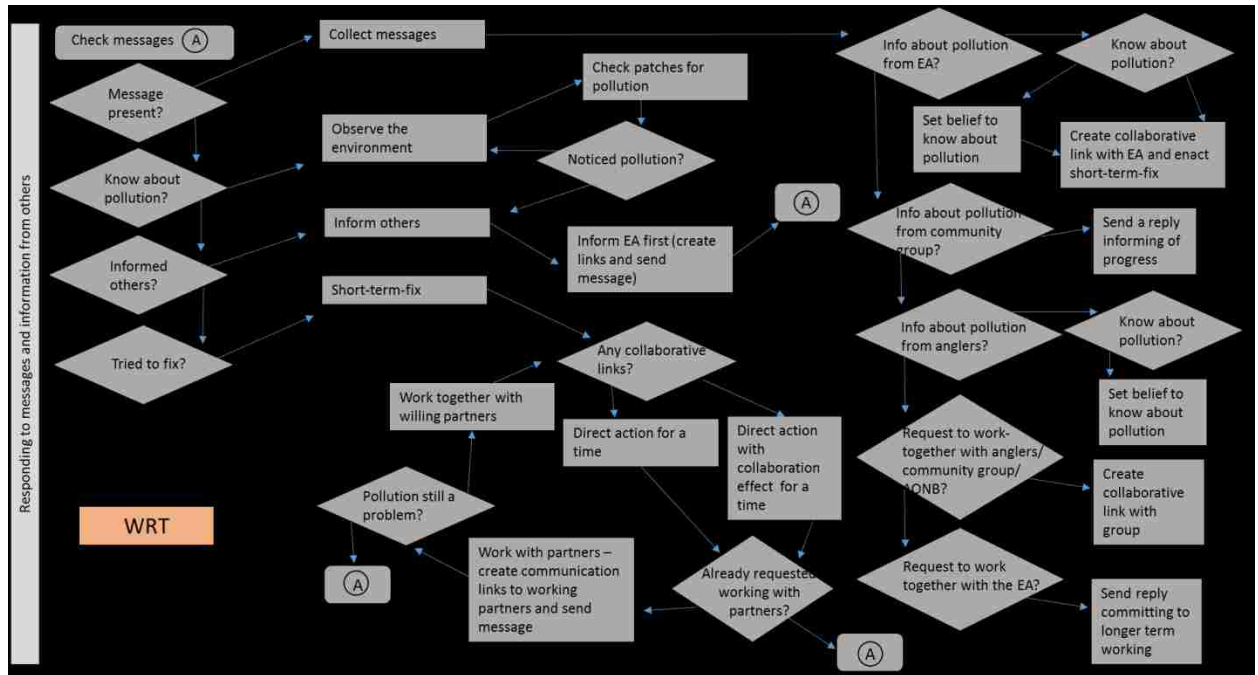 Responding to messages and information from others
Check messages A
Message
present?
Know about
pollution?
Informed
others?
Tried to fix?
WRT
Collect messages
Observe the
environment
Check patches for
pollution
Noticed pollution?
Inform others
Inform EA first (create
links and send
message)
A
Short-term-fix
Any collaborative
links?
Work together with
willing partners
Direct action for a
time
Direct action
with
collaboration
effect for a
time
Pollution still a
problem?
A
Work with partners –
create communication
links to working
partners and send
message
Already requested
working with
partners?
A
Info about pollution
from EA?
Know about
pollution?
Set belief to
know about
pollution
Create collaborative
link with EA and enact
short-term-fix
Info about pollution
from community
group?
Send a reply
informing of
progress
Info about pollution
from anglers?
Know about
pollution?
Set belief to
know about
pollution
Request to work-
together with anglers/
community group/
AONB?
Create
collaborative
link with
group
Request to work
together with the EA?
Send reply
committing to
longer term
working